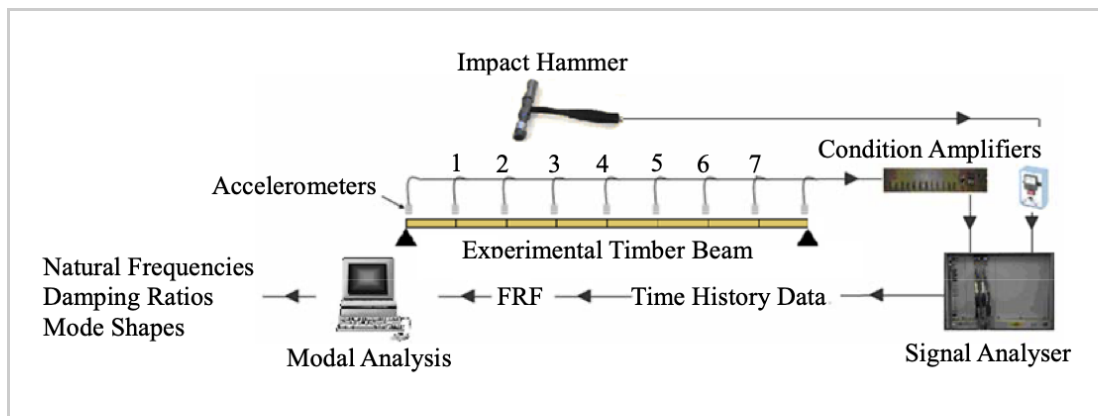 Impact Hammer
Condition Amplifiers
1 2 3 4 5 6 7
Accelerometers
Experimental Timber Beam
Natural Frequencies
Damping Ratios
Mode Shapes
FRF
Time History Data
Modal Analysis
Signal Analyser